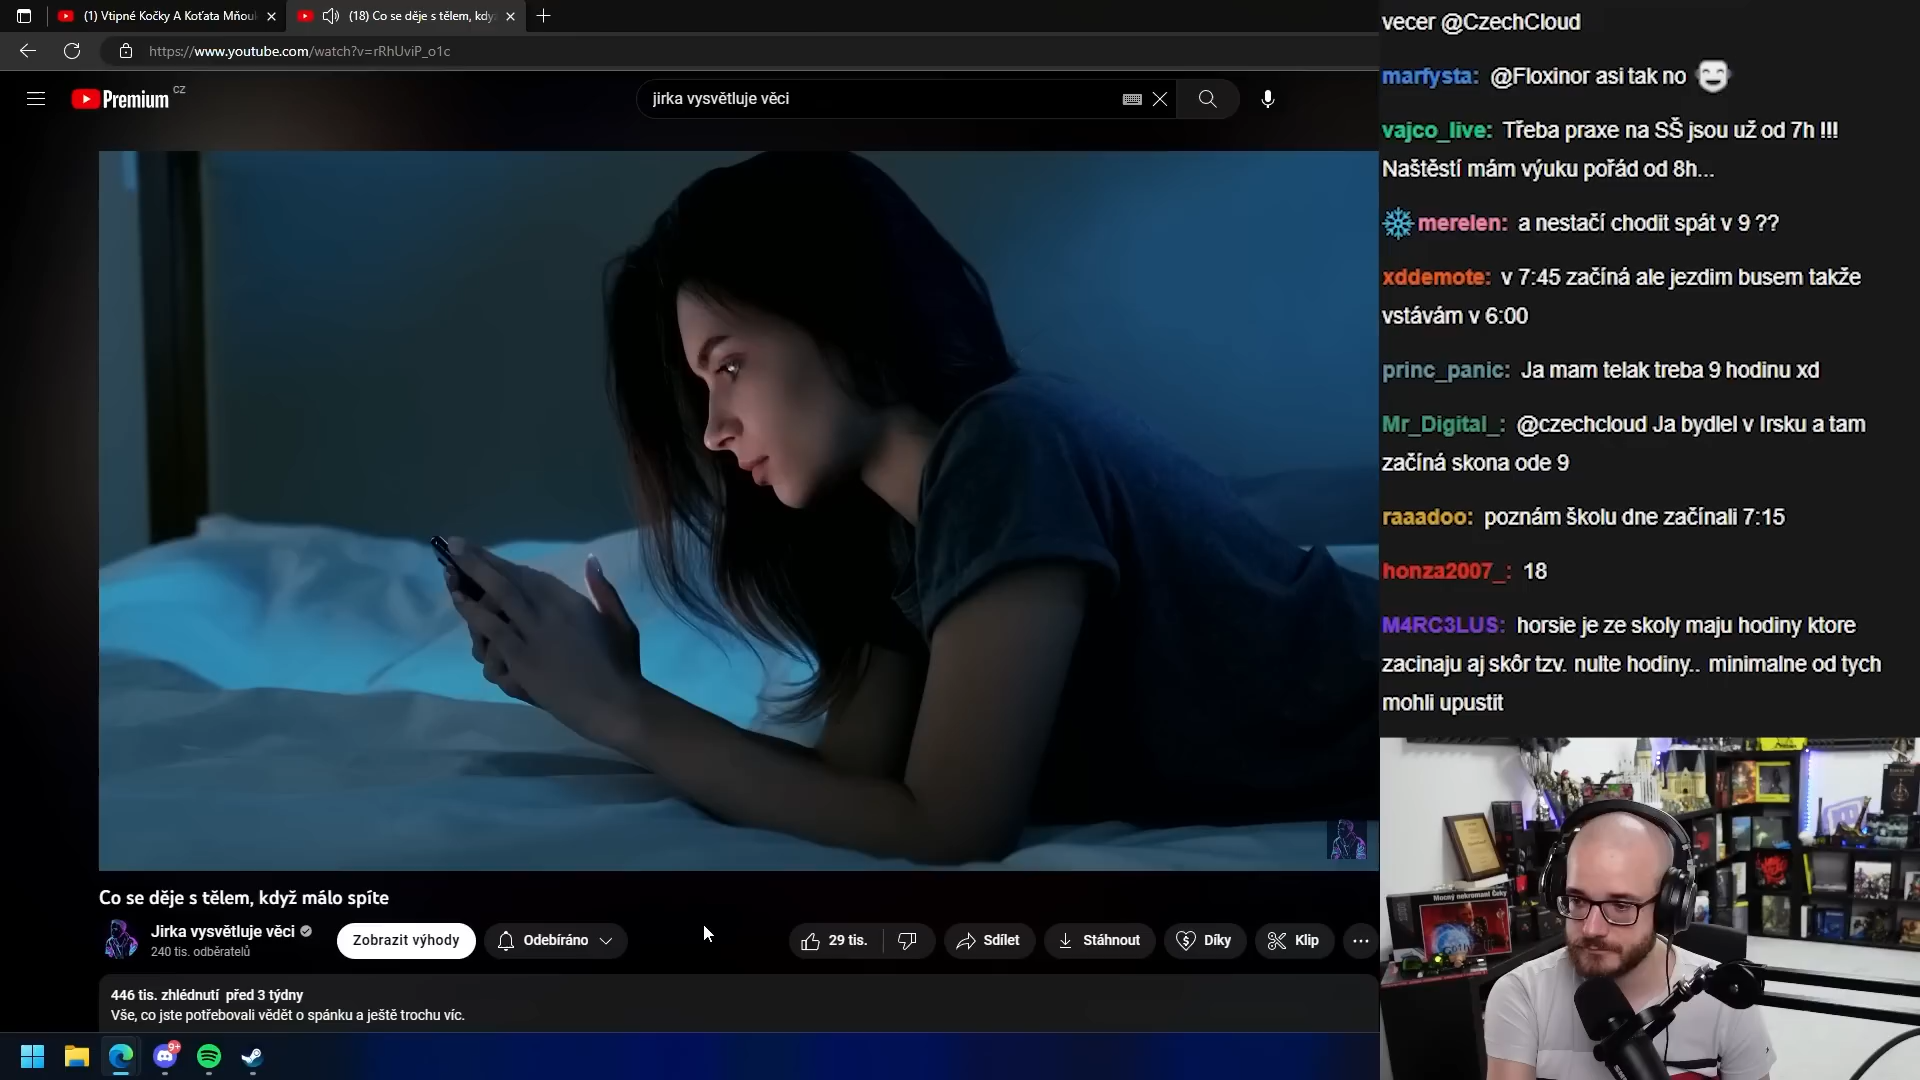 (1) Vtipné Kočky A Koťata Mňouk
(18) Co se děje s tělem, když
https://www.youtube.com/watch?v=rRhUviP_o1c
Premium CZ
jirka vysvětluje věci
Co se děje s tělem, když málo spíte
Jirka vysvětluje věci
240 tis. odběratelů
Zobrazit výhody
Odebíráno
29 tis.
Sdílet
Stáhnout
Díky
Klip
446 tis. zhlédnutí před 3 týdny
Vše, co jste potřebovali vědět o spánku a ještě trochu víc.
9+
vecer @CzechCloud
marfysta: @Floxinor asi tak no
vajco_live: Třeba praxe na SŠ jsou už od 7h !!!
Naštěstí mám výuku pořád od 8h...
merelen: a nestačí chodit spát v 9 ??
xddemote: v 7:45 začíná ale jezdim busem takže
vstávám v 6:00
princ_panic: Ja mam telak treba 9 hodinu xd
Mr_Digital_: @czechcloud Ja bydlel v Irsku a tam
začíná skona ode 9
raaadoo: poznám školu dne začínali 7:15
honza2007_: 18
M4RC3LUS: horsie je ze skoly maju hodiny ktore
zacinaju aj skôr tzv. nulte hodiny.. minimalne od tych
mohli upustit
Mocný nekromant Čeky